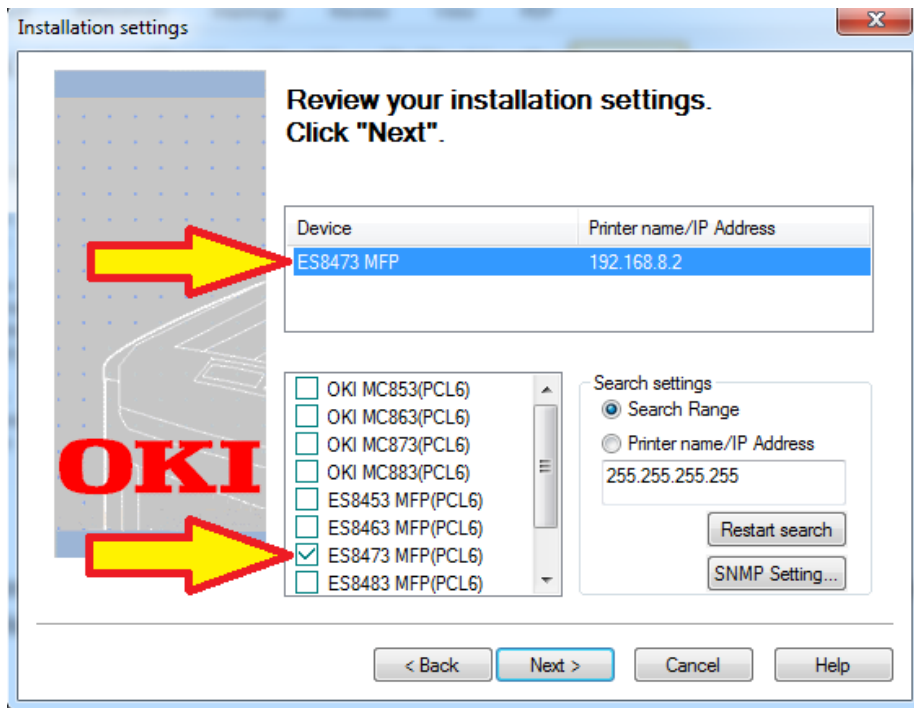 Installation settings
Review your installation settings.
Click "Next".
Device Printer name/IP Address
ES8473 MFP 192.168.8.2
OKI MC853(PCL6)
OKI MC863(PCL6)
OKI MC873(PCL6)
OKI MC883(PCL6)
ES8453 MFP(PCL6)
ES8463 MFP(PCL6)
ES8473 MFP(PCL6)
ES8483 MFP(PCL6)
Search settings
Search Range
Printer name/IP Address
255.255.255.255
Restart search
SNMP Setting...
OKI
< Back Next > Cancel Help